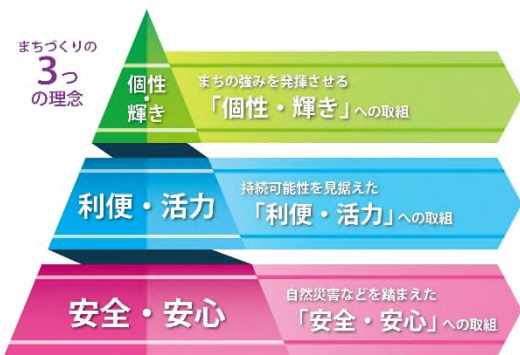 まちづくりの
3つ
の理念
個性
・
輝き
まちの強みを発揮させる
「個性・輝き」への取組
利便・活力
持続可能性を見据えた
「利便・活力」への取組
安全・安心
自然災害などを踏まえた
「安全・安心」への取組